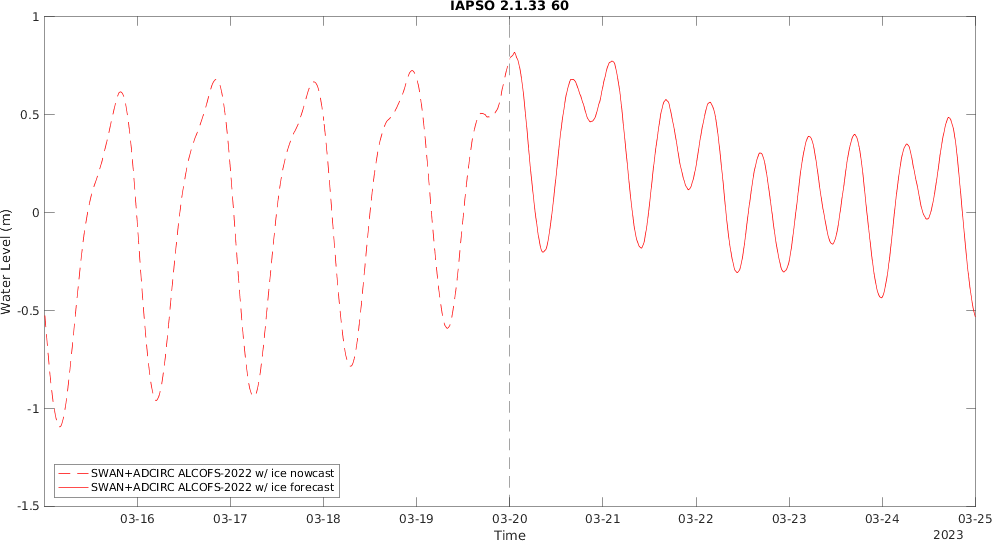 IAPSO 2.1.33 60
Water Level (m)
1
0.5
0
-0.5
-1
-1.5
SWAN+ADCIRC ALCOFS-2022 w/ ice nowcast
SWAN+ADCIRC ALCOFS-2022 w/ ice forecast
03-16 03-17 03-18 03-19 03-20 03-21 03-22 03-23 03-24 03-25
Time
2023